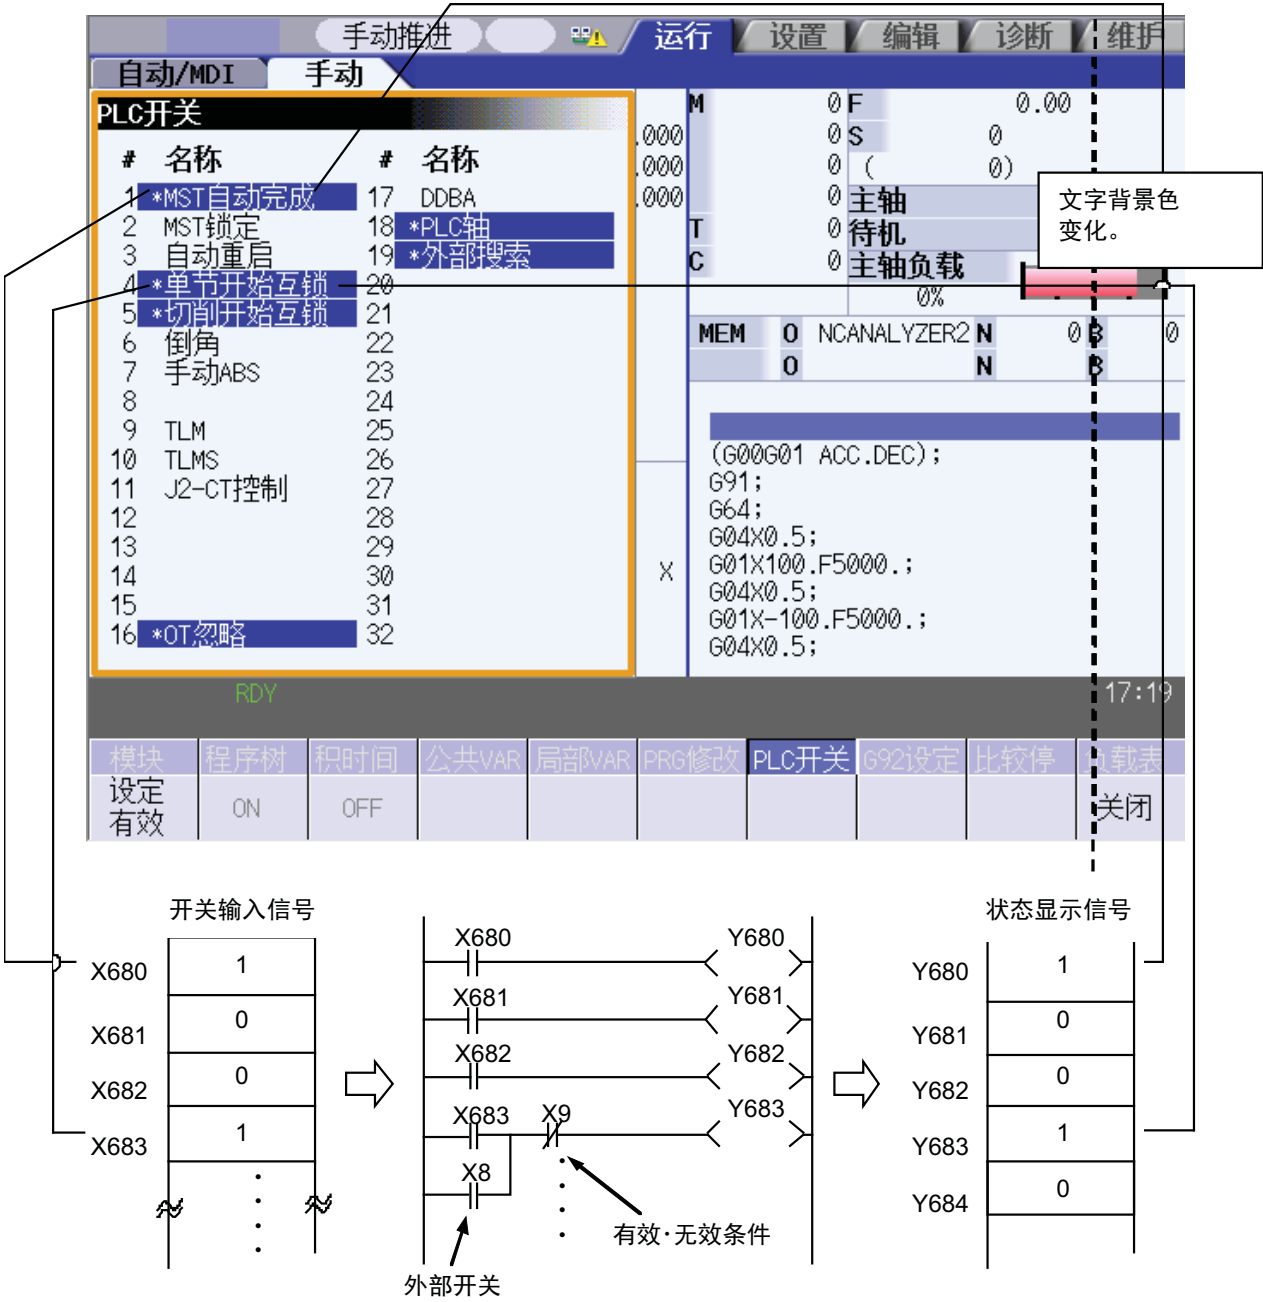 手动推进 运行 设置 编辑 诊断 维护
自动/MDI 手动
PLC开关
# 名称 # 名称
1 *MST自动完成 17 DDBA
2 MST锁定 18 *PLC轴
3 自动重启 19 *外部搜索
4 *单节开始互锁 20
5 *切削开始互锁 21
6 倒角 22
7 手动ABS 23
8 24
9 TLM 25
10 TLMS 26
11 J2-CT控制 27
12 28
13 29
14 30
15 31
16 *OT忽略 32
.000
.000
.000
X
M 0 F 0.00
0 S 0
0 ( 0)
0 主轴
T 0 待机
C 0 主轴负载
0%
文字背景色
变化。
MEM O NCANALYZER2 N 0 B 0
O N B
(G00G01 ACC.DEC);
G91;
G64;
G04X0.5;
G01X100.F5000.;
G04X0.5;
G01X-100.F5000.;
G04X0.5;
RDY 17:19
模块 程序树 积时间 公共VAR 局部VAR PRG修改 PLC开关 G92设定 比较停 负载表
设定
有效 ON OFF 关闭
开关输入信号
X680 1
X681 0
X682 0
X683 1
X680 Y680
X681 Y681
X682 Y682
X683 X9 Y683
X8
有效·无效条件
外部开关
状态显示信号
Y680 1
Y681 0
Y682 0
Y683 1
Y684 0